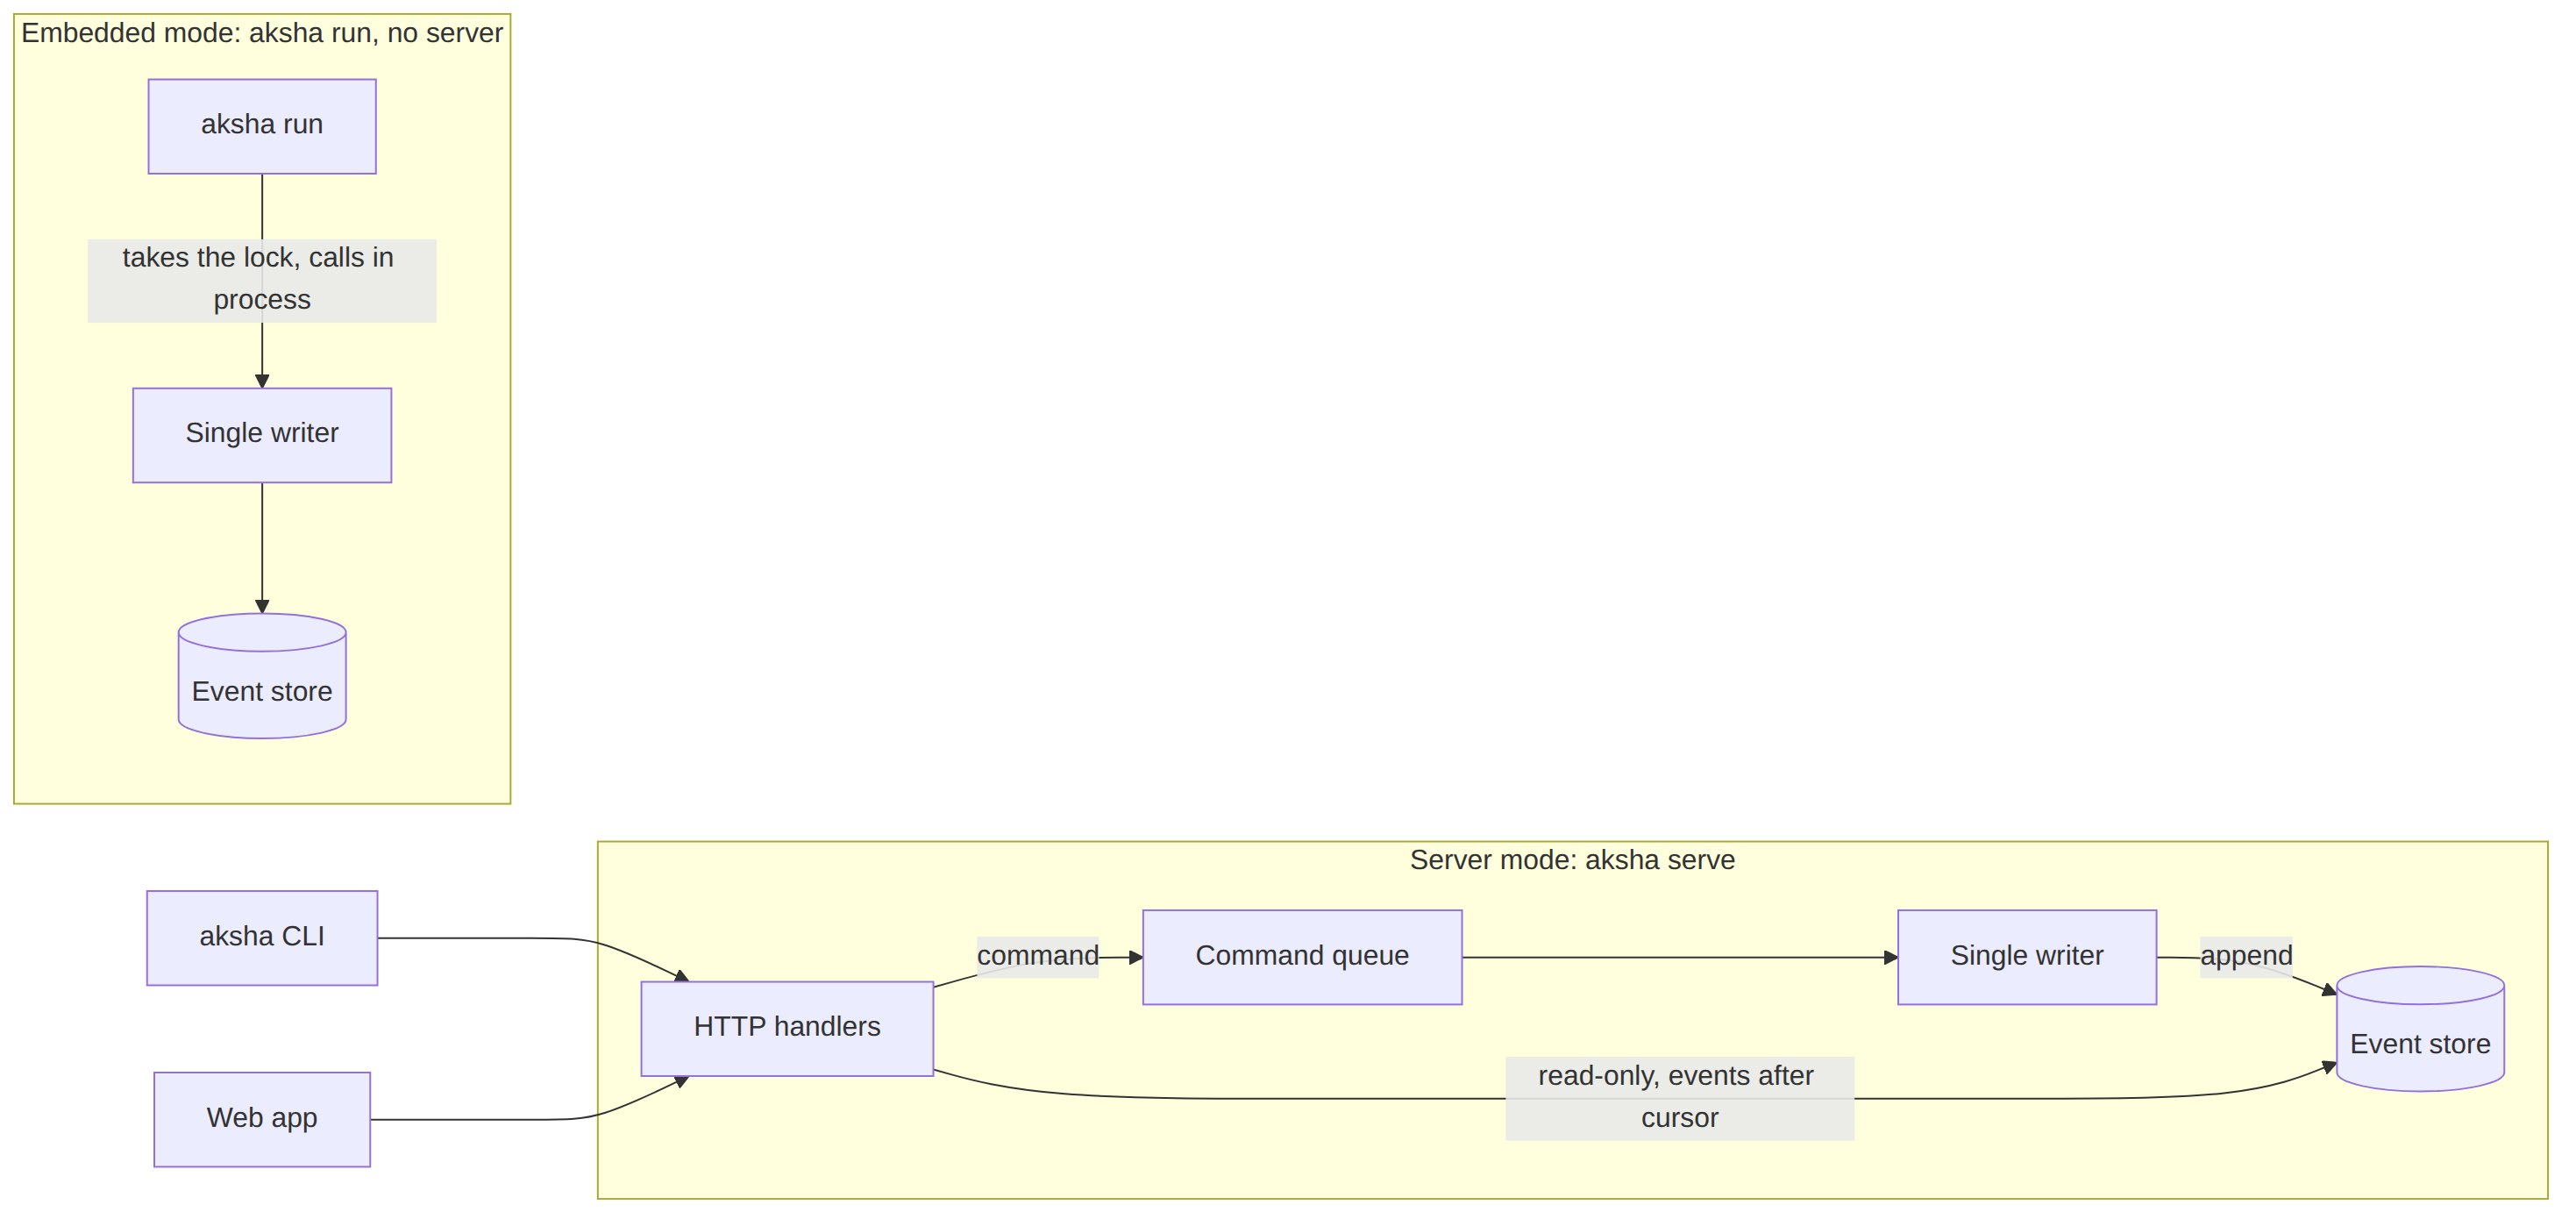 Embedded mode: aksha run, no server
aksha run
takes the lock, calls in
process
Single writer
Event store
Server mode: aksha serve
aksha CLI
Web app
HTTP handlers
command
Command queue
Single writer
append
Event store
read-only, events after
cursor